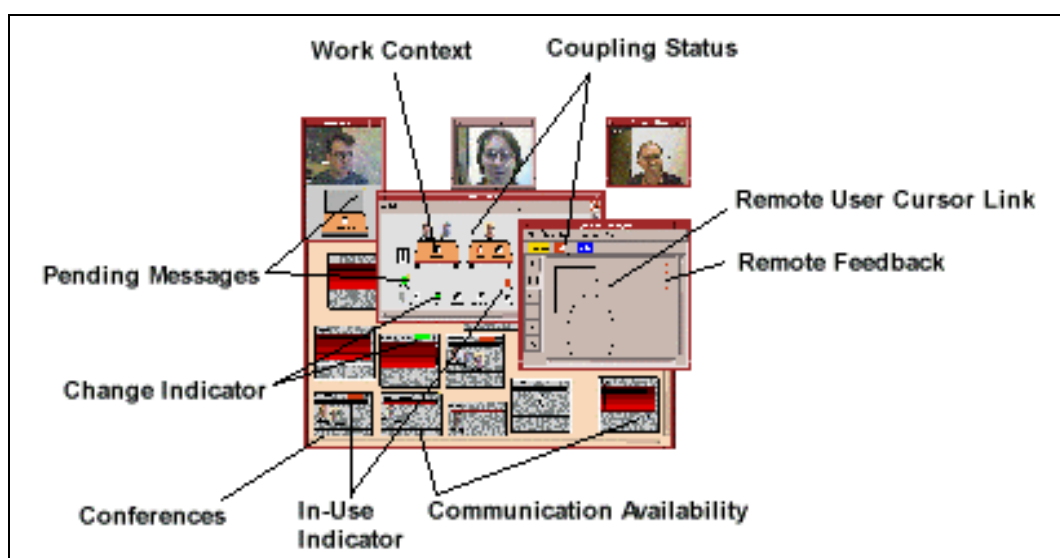 Work Context
Coupling Status
Remote User Cursor Link
Remote Feedback
Pending Messages
Change Indicator
Conferences
In-Use
Indicator
Communication Availability